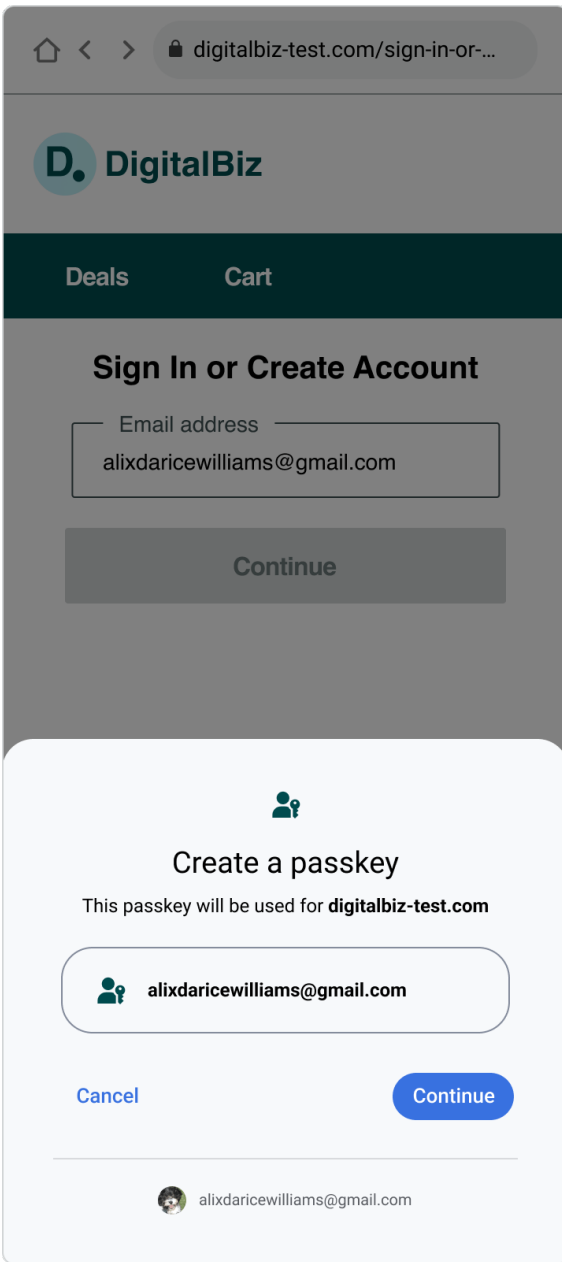 digitalbiz-test.com/sign-in-or-...
D. DigitalBiz
Deals Cart
Sign In or Create Account
Email address
alixdaricewilliams@gmail.com
Continue
Create a passkey
This passkey will be used for digitalbiz-test.com
alixdaricewilliams@gmail.com
Cancel Continue
alixdaricewilliams@gmail.com